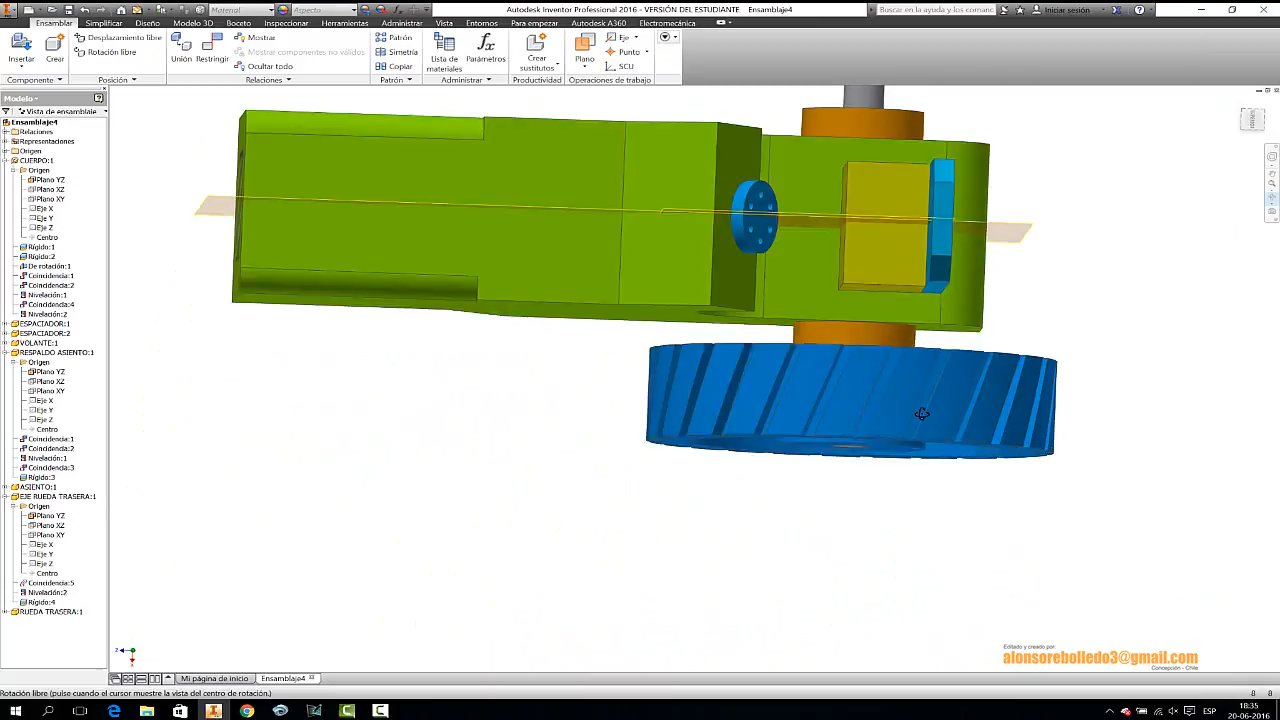 Autodesk Inventor Professional 2016 - VERSIÓN DEL ESTUDIANTE Ensamblaje4
Material
Aspecto
Buscar en la ayuda y los comanc
Iniciar sesión
Ensamblar Simplificar Diseño Modelo 3D Boceto Inspeccionar Herramientas Administrar Vista Entornos Para empezar Autodesk A360 Electromecánica
Insertar
Crear
Desplazamiento libre
Rotación libre
Unión
Restringir
Mostrar
Mostrar componentes no válidos
Ocultar todo
Patrón
Simetría
Copiar
Lista de materiales
Parámetros
Crear sustitutos
Plano
Eje
Punto
SCU
Componente Posición Relaciones Patrón Administrar Productividad Operaciones de trabajo
Modelo
Vista de ensamblaje
Ensamblaje4
Relaciones
Representaciones
Origen
CUERPO:1
Origen
Plano YZ
Plano XZ
Plano XY
Eje X
Eje Y
Eje Z
Centro
Rígido:1
Rígido:2
De rotación:1
Coincidencia:1
Coincidencia:2
Nivelación:1
Coincidencia:4
Nivelación:2
ESPACIADOR:1
ESPACIADOR:2
VOLANTE:1
RESPALDO ASIENTO:1
Origen
Plano YZ
Plano XZ
Plano XY
Eje X
Eje Y
Eje Z
Centro
Coincidencia:1
Coincidencia:2
Nivelación:1
Coincidencia:3
Rígido:3
ASIENTO:1
EJE RUEDA TRASERA:1
Origen
Plano YZ
Plano XZ
Plano XY
Eje X
Eje Y
Eje Z
Centro
Coincidencia:5
Nivelación:2
Rígido:4
RUEDA TRASERA:1
Editado y creado por:
alonsorebolledo3@gmail.com
Concepción - Chile
Mi página de inicio Ensamblaje4
Rotación libre (pulse cuando el cursor muestre la vista del centro de rotación.)
8 8
ESP
18:35
20-06-2016